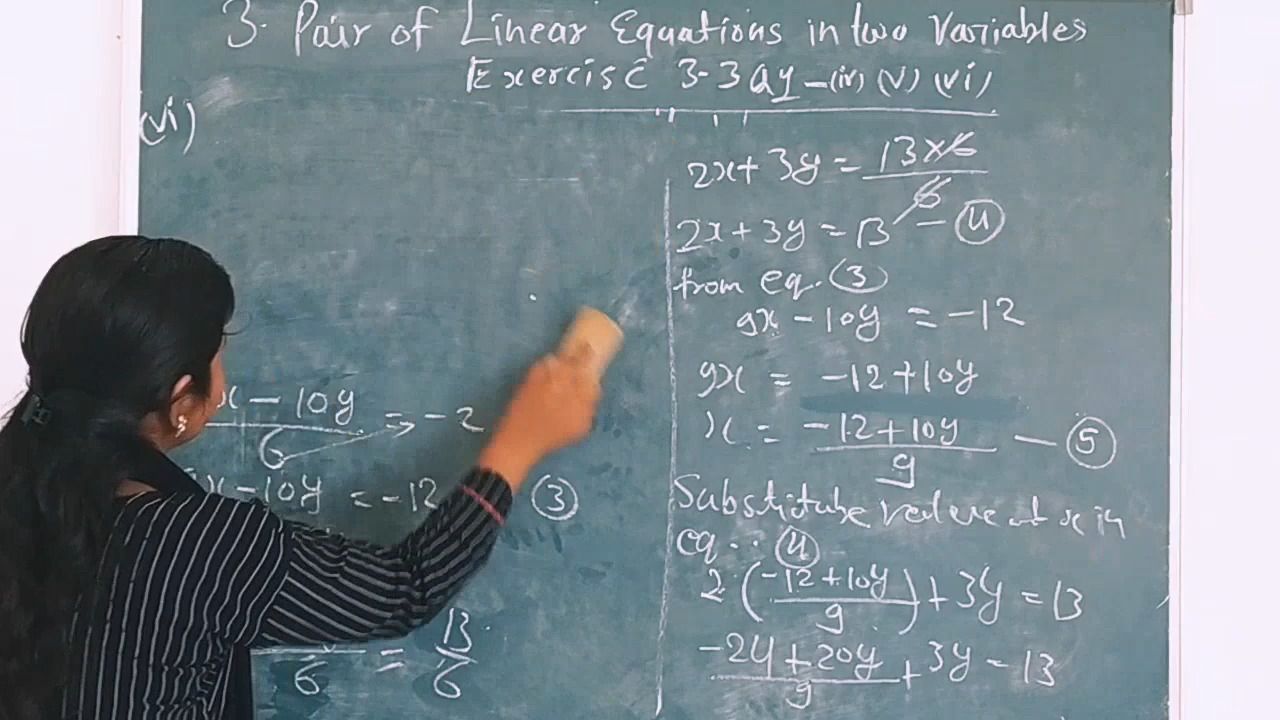 3. Pair of Linear Equations in two Variables
Exercise 3.3 Q1 – (iv) (v) (vi)
(vi)
x – 10y / 6 = -2
x – 10y = -12 (3)
/ 6 = 13 / 6
2x + 3y = 13 x 6 / 6
2x + 3y = 13 – (4)
from eq. (3)
9x – 10y = -12
9x = -12 + 10y
x = -12 + 10y / 9 — (5)
Substitute value of x in
eq.. (4)
2 (-12 + 10y / 9) + 3y = 13
-24 + 20y / 9 + 3y = 13